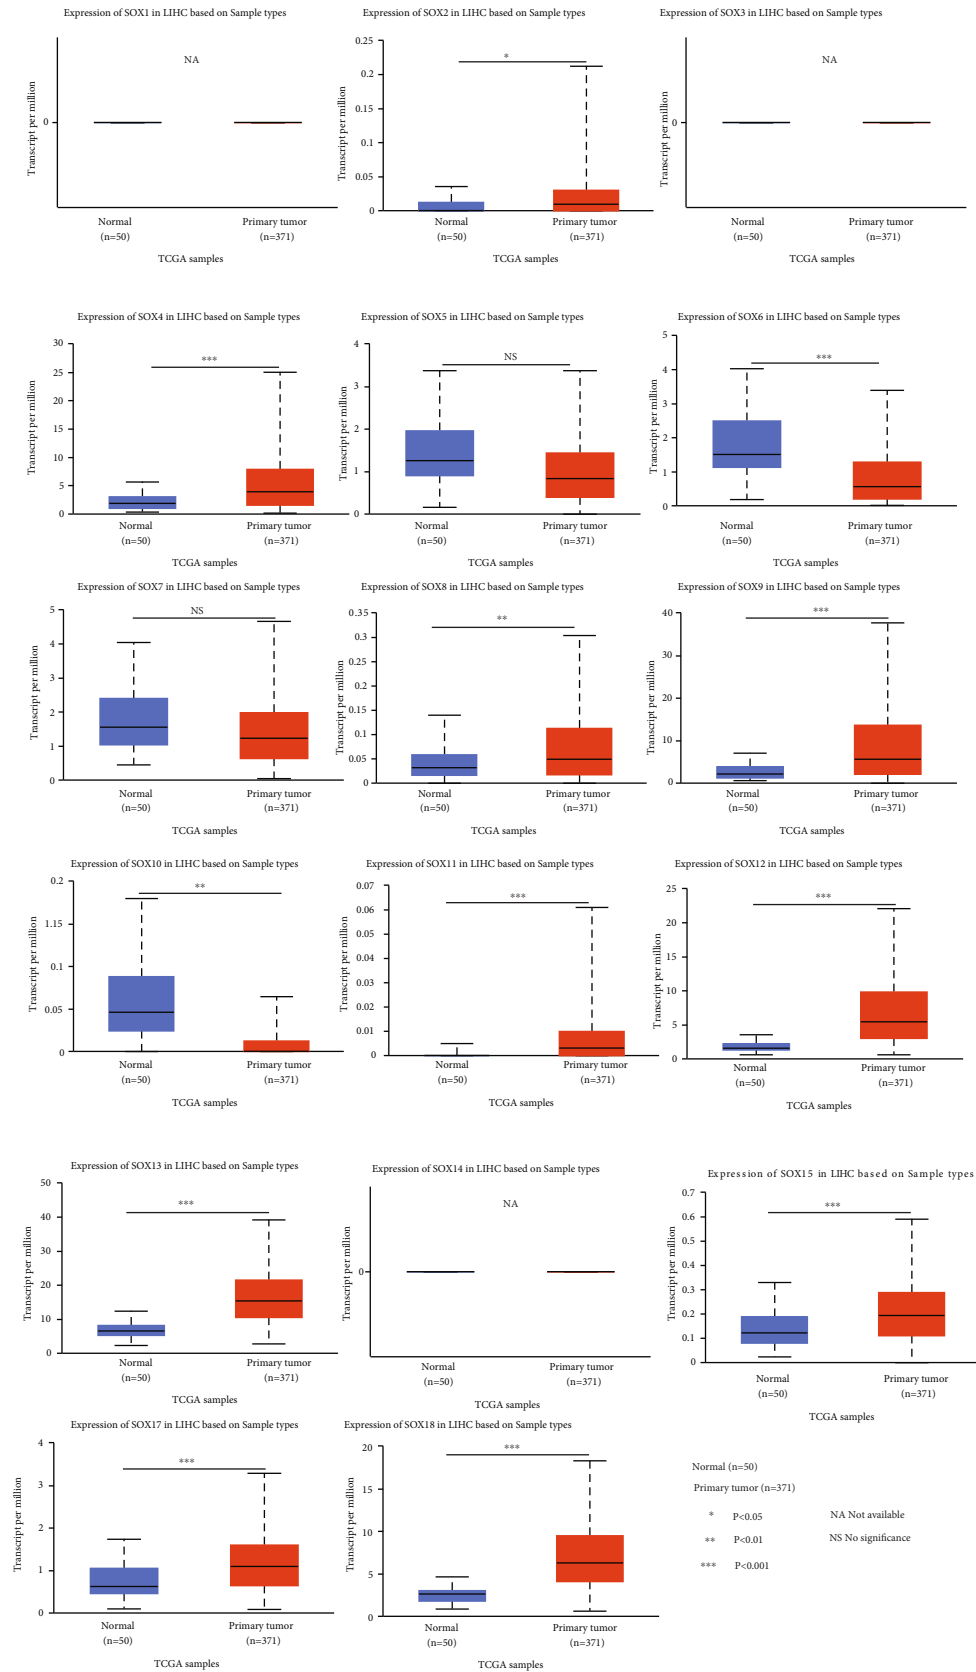 Expression of SOX1 in LIHC based on Sample types
Transcript per million
NA
0
Normal
(n=50)
Primary tumor
(n=371)
TCGA samples
Expression of SOX2 in LIHC based on Sample types
Transcript per million
*
0.25
0.2
0.15
0.1
0.05
0
Normal
(n=50)
Primary tumor
(n=371)
TCGA samples
Expression of SOX3 in LIHC based on Sample types
Transcript per million
NA
0
Normal
(n=50)
Primary tumor
(n=371)
TCGA samples
Expression of SOX4 in LIHC based on Sample types
Transcript per million
***
30
25
20
15
10
5
0
Normal
(n=50)
Primary tumor
(n=371)
TCGA samples
Expression of SOX5 in LIHC based on Sample types
Transcript per million
NS
4
3
2
1
0
Normal
(n=50)
Primary tumor
(n=371)
TCGA samples
Expression of SOX6 in LIHC based on Sample types
Transcript per million
***
5
4
3
2
1
0
Normal
(n=50)
Primary tumor
(n=371)
TCGA samples
Expression of SOX7 in LIHC based on Sample types
Transcript per million
NS
5
4
3
2
1
0
Normal
(n=50)
Primary tumor
(n=371)
TCGA samples
Expression of SOX8 in LIHC based on Sample types
Transcript per million
**
0.35
0.3
0.25
0.2
0.15
0.1
0.05
0
Normal
(n=50)
Primary tumor
(n=371)
TCGA samples
Expression of SOX9 in LIHC based on Sample types
Transcript per million
***
40
30
20
10
0
Normal
(n=50)
Primary tumor
(n=371)
TCGA samples
Expression of SOX10 in LIHC based on Sample types
Transcript per million
**
0.2
1.15
0.1
0.05
0
Normal
(n=50)
Primary tumor
(n=371)
TCGA samples
Expression of SOX11 in LIHC based on Sample types
Transcript per million
***
0.07
0.06
0.05
0.04
0.03
0.02
0.01
0
Normal
(n=50)
Primary tumor
(n=371)
TCGA samples
Expression of SOX12 in LIHC based on Sample types
Transcript per million
***
25
20
15
10
5
0
Normal
(n=50)
Primary tumor
(n=371)
TCGA samples
Expression of SOX13 in LIHC based on Sample types
Transcript per million
***
50
40
30
20
10
0
Normal
(n=50)
Primary tumor
(n=371)
TCGA samples
Expression of SOX14 in LIHC based on Sample types
Transcript per million
NA
0
Normal
(n=50)
Primary tumor
(n=371)
TCGA samples
Expression of SOX15 in LIHC based on Sample types
Transcript per million
***
0.7
0.6
0.5
0.4
0.3
0.2
0.1
0
Normal
(n=50)
Primary tumor
(n=371)
TCGA samples
Expression of SOX17 in LIHC based on Sample types
Transcript per million
***
4
3
2
1
0
Normal
(n=50)
Primary tumor
(n=371)
TCGA samples
Expression of SOX18 in LIHC based on Sample types
Transcript per million
***
20
15
10
5
0
Normal
(n=50)
Primary tumor
(n=371)
TCGA samples
Normal (n=50)
Primary tumor (n=371)
* P<0.05 NA Not available
** P<0.01 NS No significance
*** P<0.001